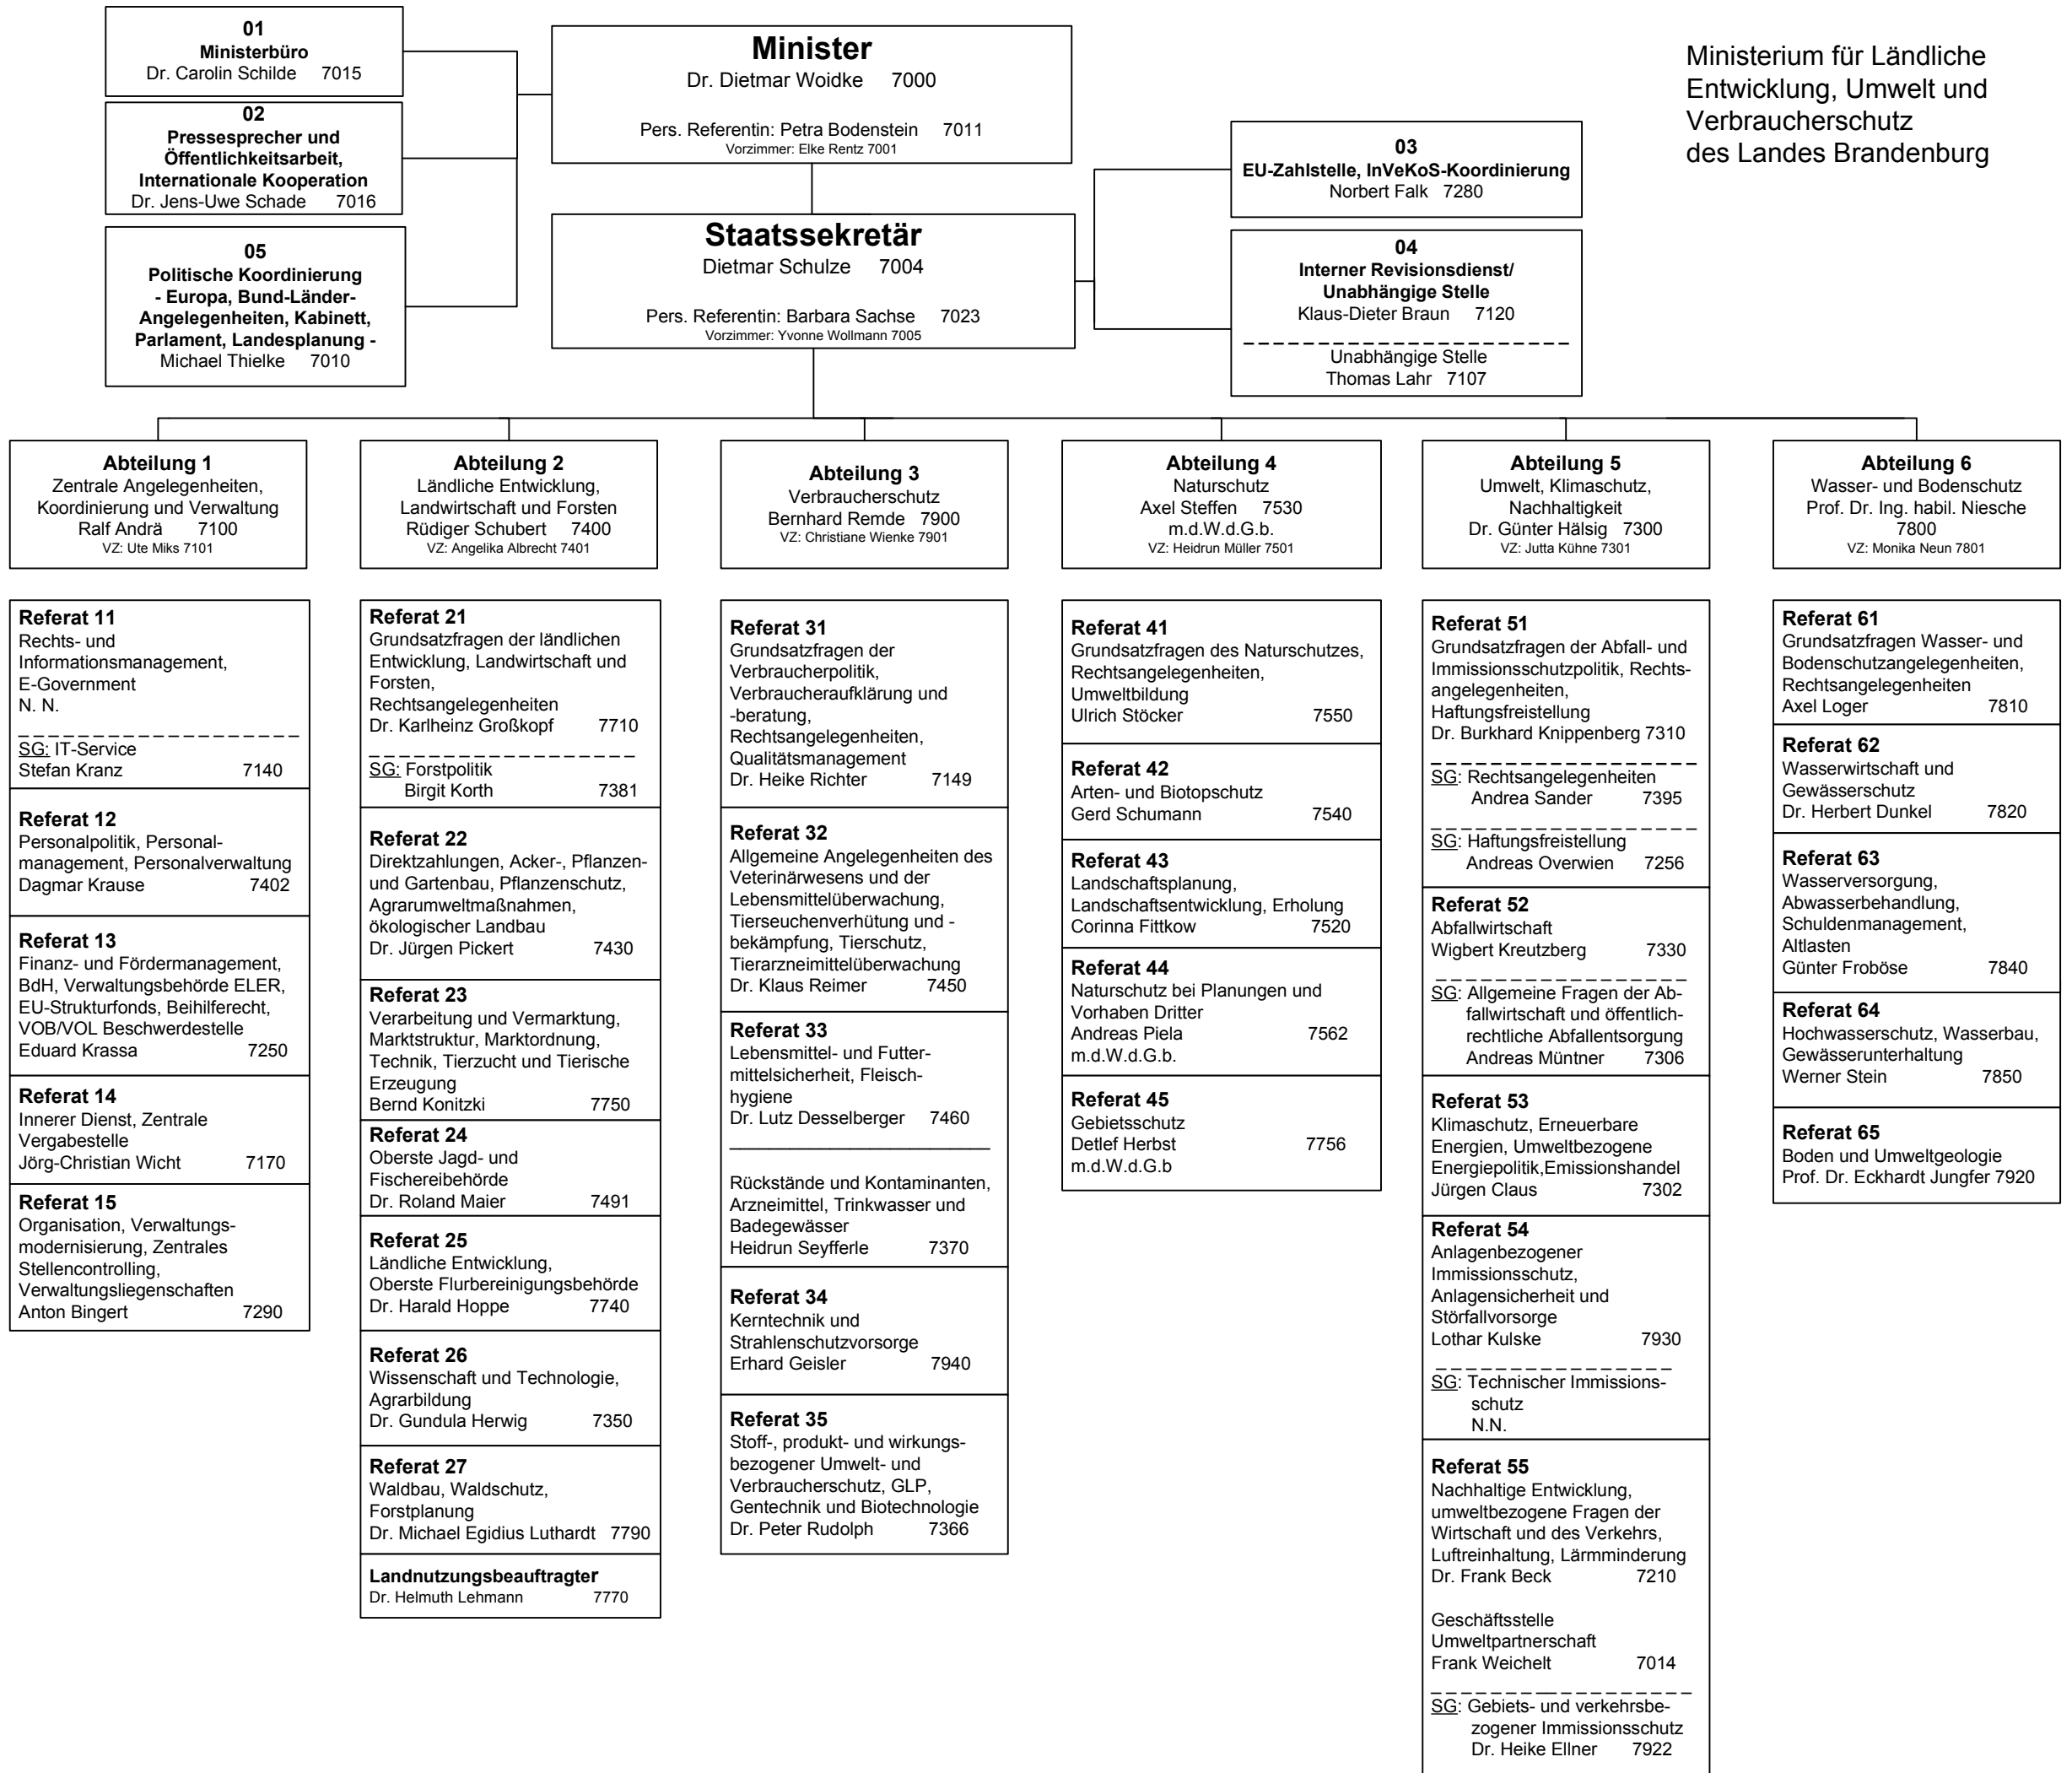 01
Ministerbüro
Dr. Carolin Schilde 7015
02
Pressesprecher und
Öffentlichkeitsarbeit,
Internationale Kooperation
Dr. Jens-Uwe Schade 7016
05
Politische Koordinierung
- Europa, Bund-Länder-
Angelegenheiten, Kabinett,
Parlament, Landesplanung -
Michael Thielke 7010
Minister
Dr. Dietmar Woidke 7000
Pers. Referentin: Petra Bodenstein 7011
Vorzimmer: Elke Rentz 7001
Staatssekretär
Dietmar Schulze 7004
Pers. Referentin: Barbara Sachse 7023
Vorzimmer: Yvonne Wollmann 7005
03
EU-Zahlstelle, InVeKoS-Koordinierung
Norbert Falk 7280
04
Interner Revisionsdienst/
Unabhängige Stelle
Klaus-Dieter Braun 7120
Unabhängige Stelle
Thomas Lahr 7107
Ministerium für Ländliche
Entwicklung, Umwelt und
Verbraucherschutz
des Landes Brandenburg
Abteilung 1
Zentrale Angelegenheiten,
Koordinierung und Verwaltung
Ralf Andrä 7100
VZ: Ute Miks 7101
Referat 11
Rechts- und
Informationsmanagement,
E-Government
N. N.
SG: IT-Service
Stefan Kranz 7140
Referat 12
Personalpolitik, Personal-
management, Personalverwaltung
Dagmar Krause 7402
Referat 13
Finanz- und Fördermanagement,
BdH, Verwaltungsbehörde ELER,
EU-Strukturfonds, Beihilferecht,
VOB/VOL Beschwerdestelle
Eduard Krassa 7250
Referat 14
Innerer Dienst, Zentrale
Vergabestelle
Jörg-Christian Wicht 7170
Referat 15
Organisation, Verwaltungs-
modernisierung, Zentrales
Stellencontrolling,
Verwaltungsliegenschaften
Anton Bingert 7290
Abteilung 2
Ländliche Entwicklung,
Landwirtschaft und Forsten
Rüdiger Schubert 7400
VZ: Angelika Albrecht 7401
Referat 21
Grundsatzfragen der ländlichen
Entwicklung, Landwirtschaft und
Forsten,
Rechtsangelegenheiten
Dr. Karlheinz Großkopf 7710
SG: Forstpolitik
Birgit Korth 7381
Referat 22
Direktzahlungen, Acker-, Pflanzen-
und Gartenbau, Pflanzenschutz,
Agrarumweltmaßnahmen,
ökologischer Landbau
Dr. Jürgen Pickert 7430
Referat 23
Verarbeitung und Vermarktung,
Marktstruktur, Marktordnung,
Technik, Tierzucht und Tierische
Erzeugung
Bernd Konitzki 7750
Referat 24
Oberste Jagd- und
Fischereibehörde
Dr. Roland Maier 7491
Referat 25
Ländliche Entwicklung,
Oberste Flurbereinigungsbehörde
Dr. Harald Hoppe 7740
Referat 26
Wissenschaft und Technologie,
Agrarbildung
Dr. Gundula Herwig 7350
Referat 27
Waldbau, Waldschutz,
Forstplanung
Dr. Michael Egidius Luthardt 7790
Landnutzungsbeauftragter
Dr. Helmuth Lehmann 7770
Abteilung 3
Verbraucherschutz
Bernhard Remde 7900
VZ: Christiane Wienke 7901
Referat 31
Grundsatzfragen der
Verbraucherpolitik,
Verbraucheraufklärung und
-beratung,
Rechtsangelegenheiten,
Qualitätsmanagement
Dr. Heike Richter 7149
Referat 32
Allgemeine Angelegenheiten des
Veterinärwesens und der
Lebensmittelüberwachung,
Tierseuchenverhütung und -
bekämpfung, Tierschutz,
Tierarzneimittelüberwachung
Dr. Klaus Reimer 7450
Referat 33
Lebensmittel- und Futter-
mittelsicherheit, Fleisch-
hygiene
Dr. Lutz Desselberger 7460
Rückstände und Kontaminanten,
Arzneimittel, Trinkwasser und
Badegewässer
Heidrun Seyfferle 7370
Referat 34
Kerntechnik und
Strahlenschutzvorsorge
Erhard Geisler 7940
Referat 35
Stoff-, produkt- und wirkungs-
bezogener Umwelt- und
Verbraucherschutz, GLP,
Gentechnik und Biotechnologie
Dr. Peter Rudolph 7366
Abteilung 4
Naturschutz
Axel Steffen 7530
m.d.W.d.G.b.
VZ: Heidrun Müller 7501
Referat 41
Grundsatzfragen des Naturschutzes,
Rechtsangelegenheiten,
Umweltbildung
Ulrich Stöcker 7550
Referat 42
Arten- und Biotopschutz
Gerd Schumann 7540
Referat 43
Landschaftsplanung,
Landschaftsentwicklung, Erholung
Corinna Fittkow 7520
Referat 44
Naturschutz bei Planungen und
Vorhaben Dritter
Andreas Piela 7562
m.d.W.d.G.b.
Referat 45
Gebietsschutz
Detlef Herbst 7756
m.d.W.d.G.b
Abteilung 5
Umwelt, Klimaschutz,
Nachhaltigkeit
Dr. Günter Hälsig 7300
VZ: Jutta Kühne 7301
Referat 51
Grundsatzfragen der Abfall- und
Immissionsschutzpolitik, Rechts-
angelegenheiten,
Haftungsfreistellung
Dr. Burkhard Knippenberg 7310
SG: Rechtsangelegenheiten
Andrea Sander 7395
SG: Haftungsfreistellung
Andreas Overwien 7256
Referat 52
Abfallwirtschaft
Wigbert Kreutzberg 7330
SG: Allgemeine Fragen der Ab-
fallwirtschaft und öffentlich-
rechtliche Abfallentsorgung
Andreas Müntner 7306
Referat 53
Klimaschutz, Erneuerbare
Energien, Umweltbezogene
Energiepolitik,Emissionshandel
Jürgen Claus 7302
Referat 54
Anlagenbezogener
Immissionsschutz,
Anlagensicherheit und
Störfallvorsorge
Lothar Kulske 7930
SG: Technischer Immissions-
schutz
N.N.
Referat 55
Nachhaltige Entwicklung,
umweltbezogene Fragen der
Wirtschaft und des Verkehrs,
Luftreinhaltung, Lärmminderung
Dr. Frank Beck 7210
Geschäftsstelle
Umweltpartnerschaft
Frank Weichelt 7014
SG: Gebiets- und verkehrsbe-
zogener Immissionsschutz
Dr. Heike Ellner 7922
Abteilung 6
Wasser- und Bodenschutz
Prof. Dr. Ing. habil. Niesche
7800
VZ: Monika Neun 7801
Referat 61
Grundsatzfragen Wasser- und
Bodenschutzangelegenheiten,
Rechtsangelegenheiten
Axel Loger 7810
Referat 62
Wasserwirtschaft und
Gewässerschutz
Dr. Herbert Dunkel 7820
Referat 63
Wasserversorgung,
Abwasserbehandlung,
Schuldenmanagement,
Altlasten
Günter Froböse 7840
Referat 64
Hochwasserschutz, Wasserbau,
Gewässerunterhaltung
Werner Stein 7850
Referat 65
Boden und Umweltgeologie
Prof. Dr. Eckhardt Jungfer 7920